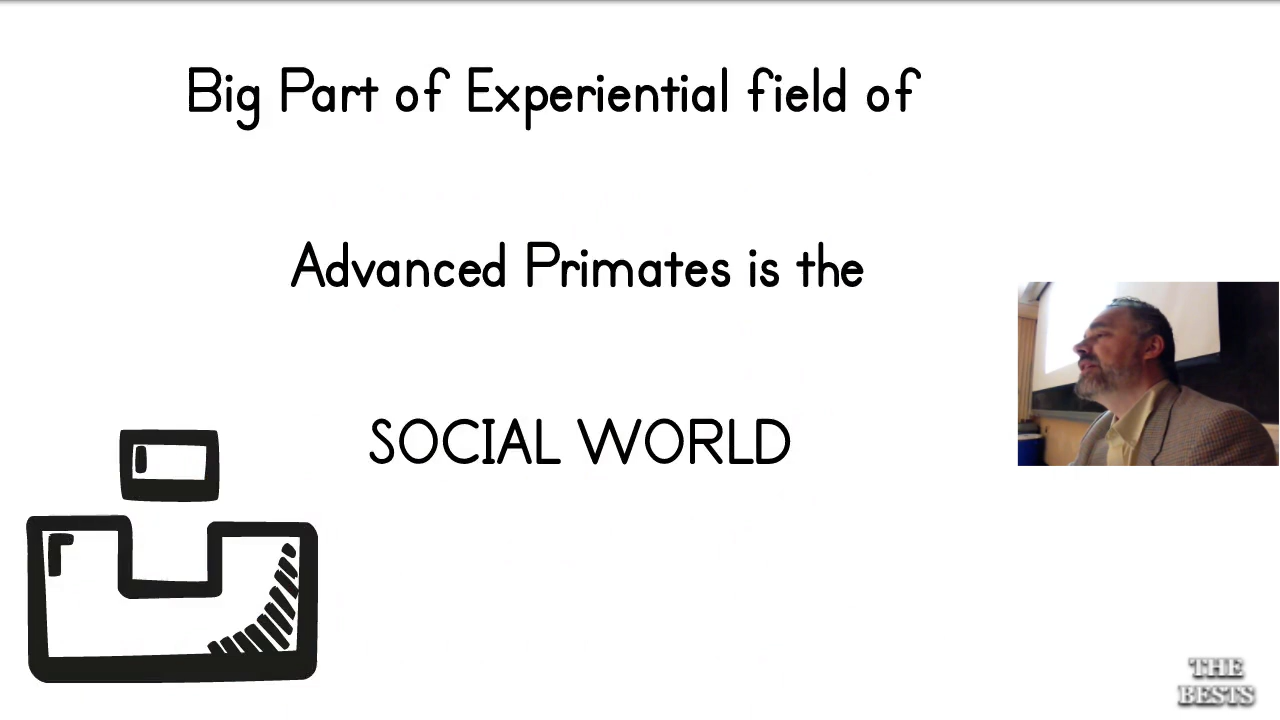 Big Part of Experiential field of
Advanced Primates is the
SOCIAL WORLD
THE
BESTS